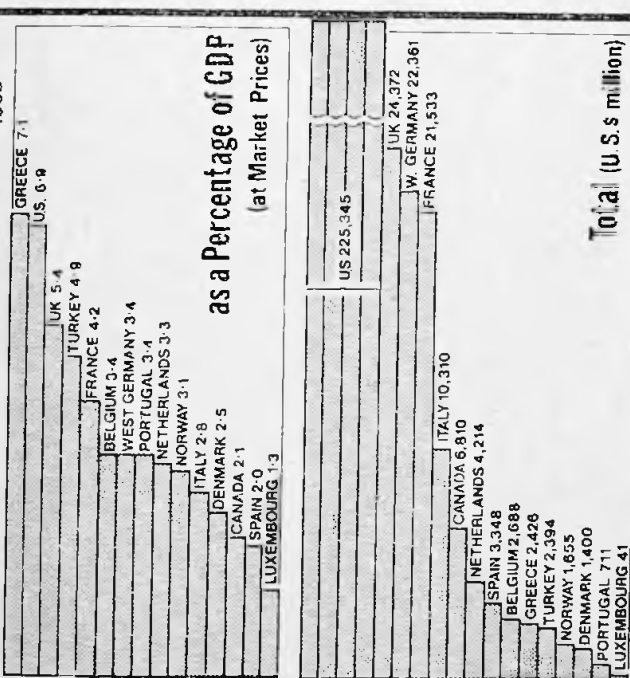 GREECE 7·1
U.S. 6·9
UK 5·4
TURKEY 4·9
FRANCE 4·2
BELGIUM 3·4
WEST GERMANY 3·4
PORTUGAL 3·4
NETHERLANDS 3·3
NORWAY 3·1
ITALY 2·8
DENMARK 2·5
CANADA 2·1
SPAIN 2·0
LUXEMBOURG 1·3
as a Percentage of GDP
(at Market Prices)
US 225,345
UK 24,372
W. GERMANY 22,361
FRANCE 21,533
ITALY 10,310
CANADA 6,810
NETHERLANDS 4,214
SPAIN 3,348
BELGIUM 2,688
GREECE 2,426
TURKEY 2,394
NORWAY 1,655
DENMARK 1,400
PORTUGAL 711
LUXEMBOURG 41
Total (U.S. $ million)